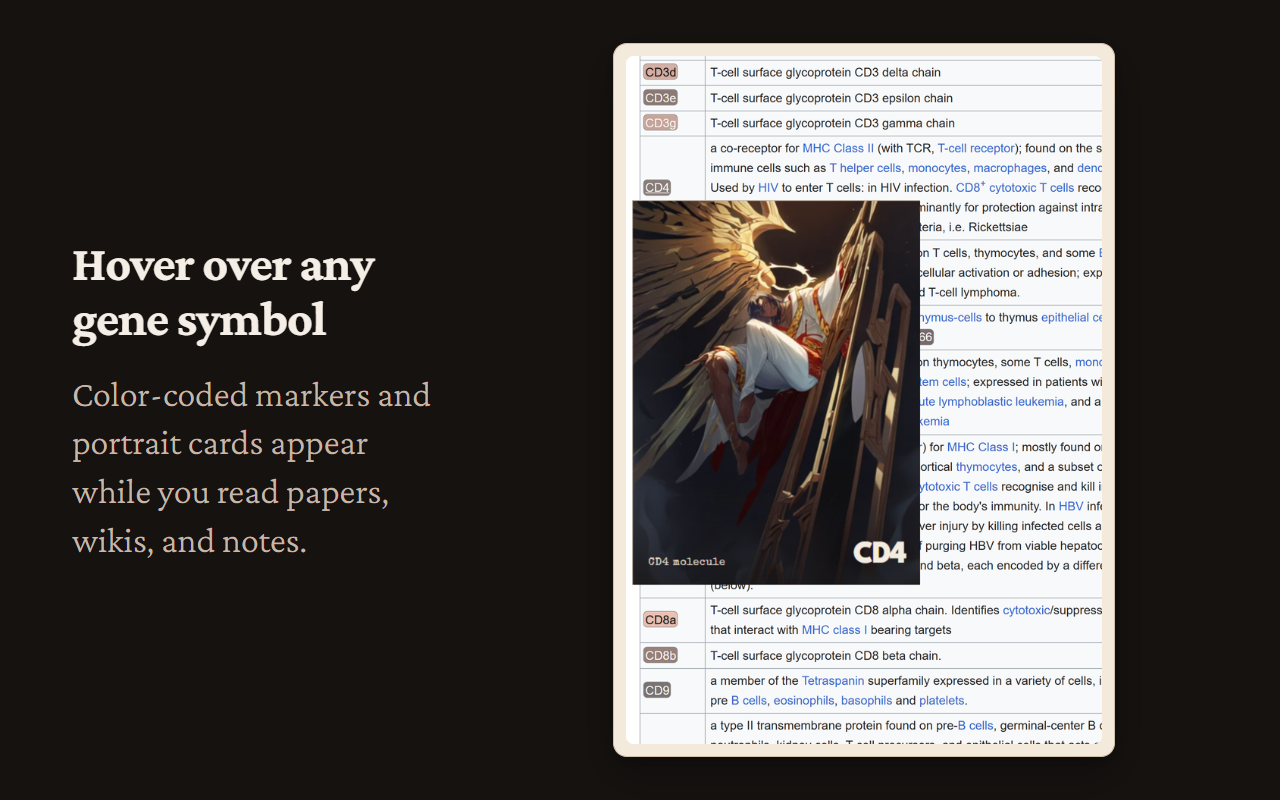 Hover over any
gene symbol
Color-coded markers and
portrait cards appear
while you read papers,
wikis, and notes.
CD3d T-cell surface glycoprotein CD3 delta chain
CD3e T-cell surface glycoprotein CD3 epsilon chain
CD3g T-cell surface glycoprotein CD3 gamma chain
a co-receptor for MHC Class II (with TCR, T-cell receptor); found on the s
immune cells such as T helper cells, monocytes, macrophages, and dend
CD4 Used by HIV to enter T cells: in HIV infection. CD8+ cytotoxic T cells reco
minantly for protection against intra
teria, i.e. Rickettsiae
on T cells, thymocytes, and some B
cellular activation or adhesion; exp
d T-cell lymphoma.
hymus-cells to thymus epithelial ce
66
on thymocytes, some T cells, mono
tem cells; expressed in patients wi
ute lymphoblastic leukemia, and a
kemia
r) for MHC Class I; mostly found on
ortical thymocytes, and a subset o
ytotoxic T cells recognise and kill i
or the body's immunity. In HBV infe
ver injury by killing infected cells a
f purging HBV from viable hepatoc
nd beta, each encoded by a differe
(below).
CD4 molecule CD4
T-cell surface glycoprotein CD8 alpha chain. Identifies cytotoxic/suppress
CD8a that interact with MHC class I bearing targets
CD8b T-cell surface glycoprotein CD8 beta chain.
a member of the Tetraspanin superfamily expressed in a variety of cells, i
CD9 pre B cells, eosinophils, basophils and platelets.
a type II transmembrane protein found on pre-B cells, germinal-center B c